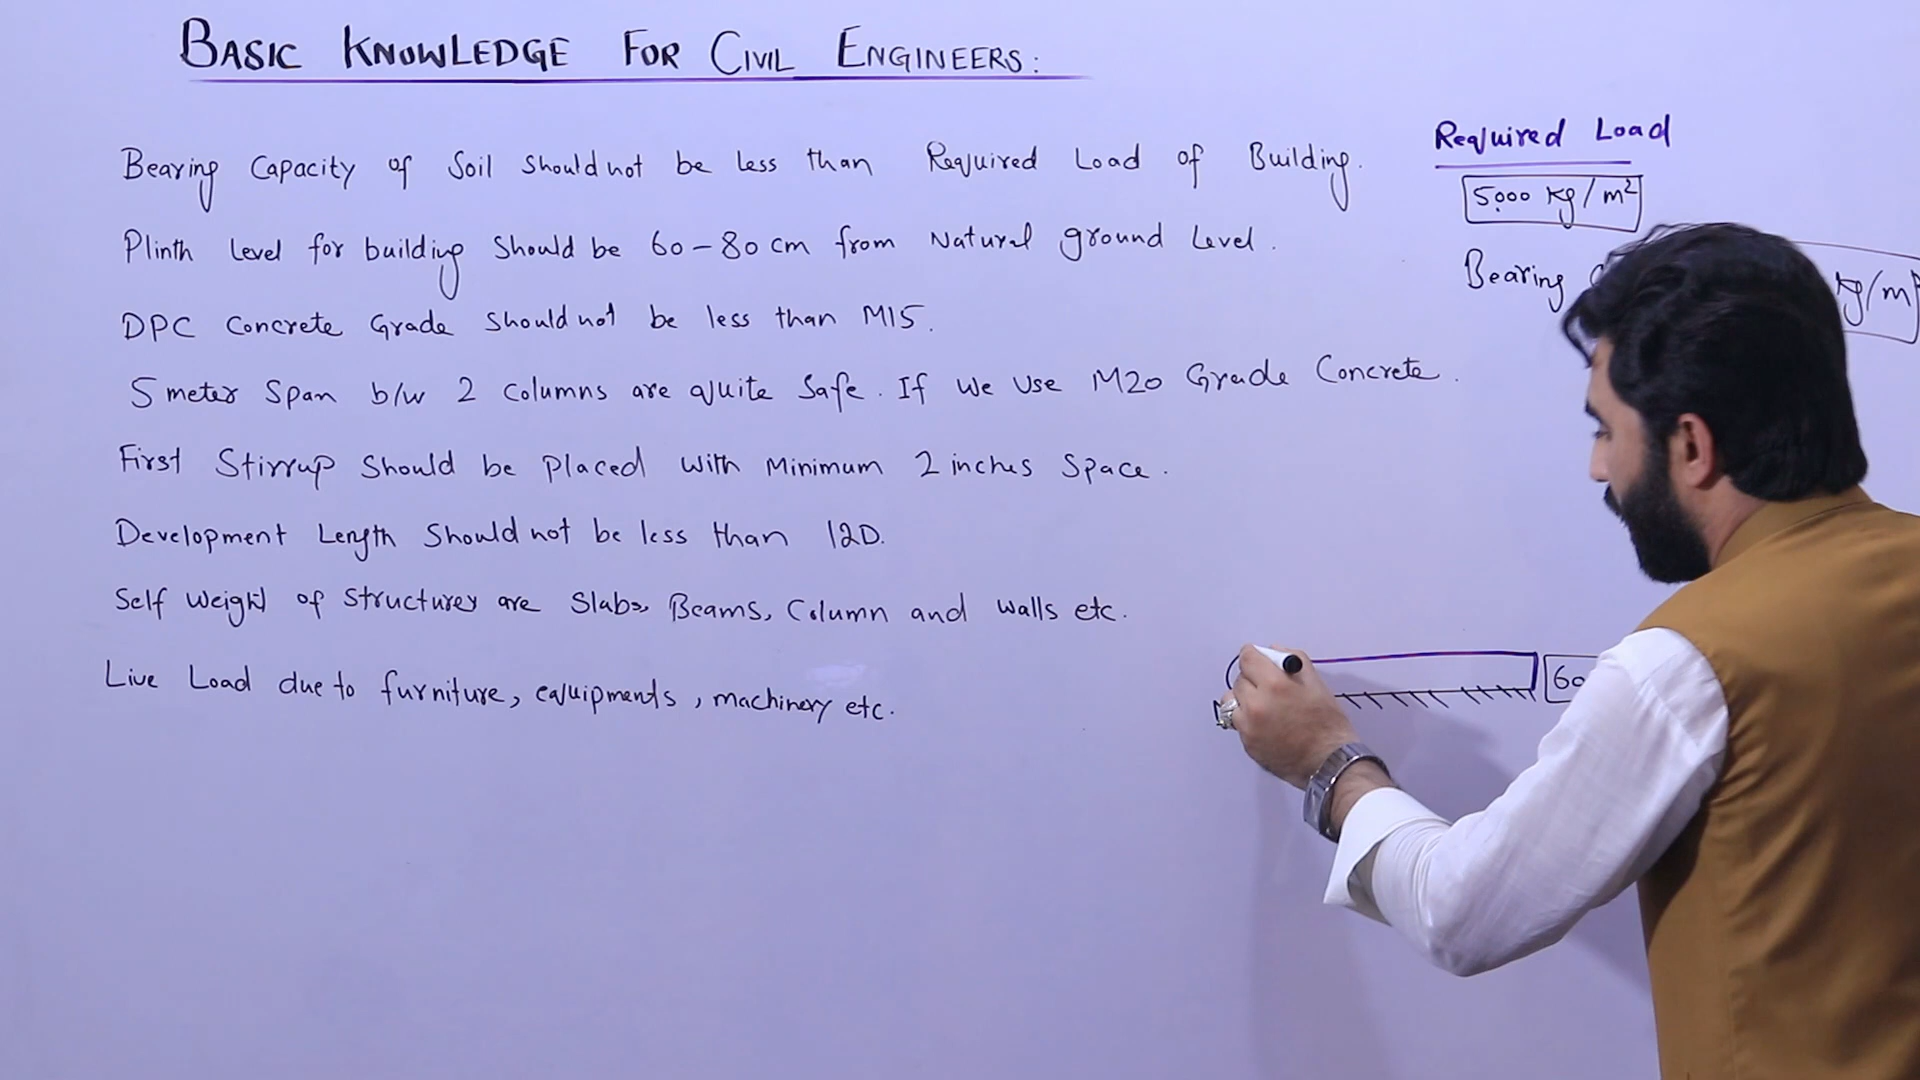 BASIC KNOWLEDGE FOR CIVIL ENGINEERS:
Bearing Capacity of Soil should not be less than Required Load of Building.
Plinth Level for building should be 60-80 cm from Natural ground Level.
DPC Concrete Grade should not be less than M15.
5 meter span b/w 2 columns are quite safe. If we use M20 Grade Concrete.
First Stirrup should be placed with minimum 2 inches space.
Development Length should not be less than 12D.
Self weight of structures are slabs, Beams, Column and walls etc.
Live Load due to furniture, equipments, machinery etc.
Required Load
5000 kg/m²
Bearing
kg/m²
60